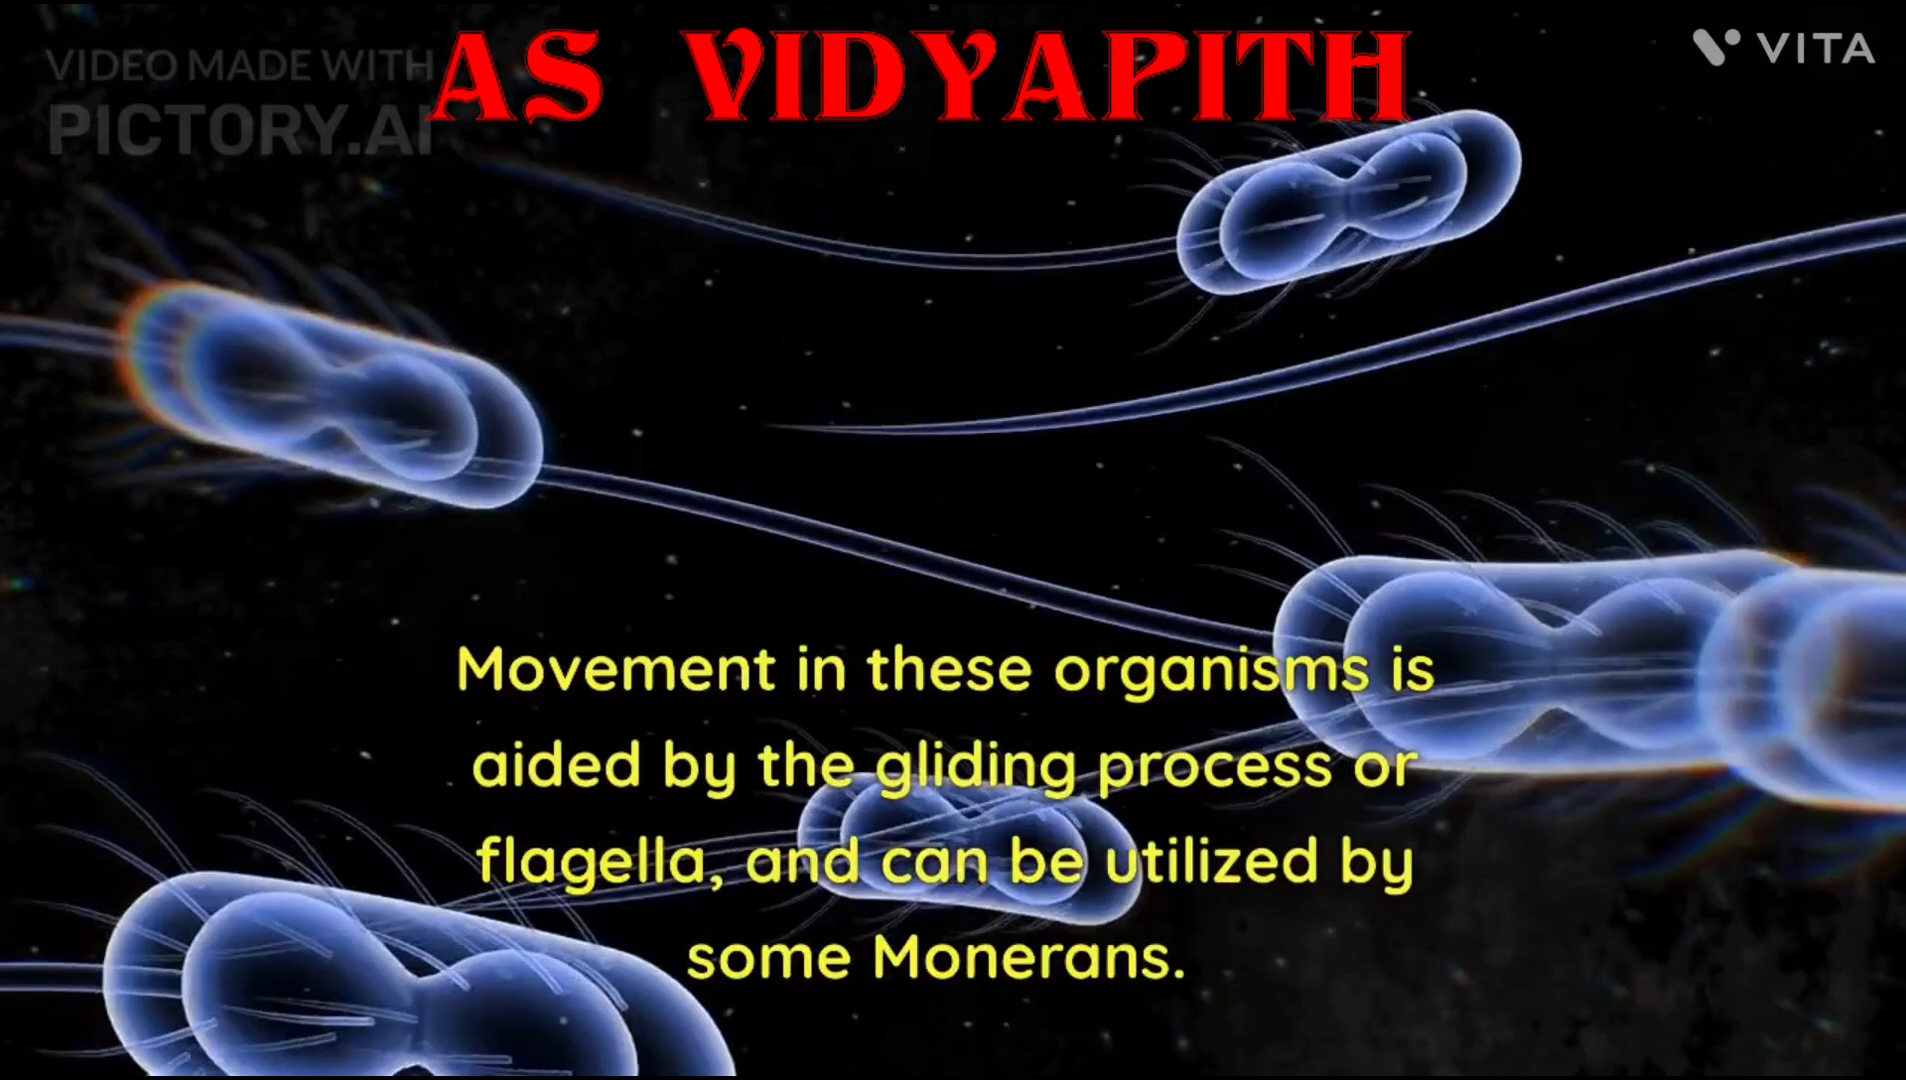 VIDEO MADE WITH
PICTORY.AI
AS VIDYAPITH
VITA
Movement in these organisms is
aided by the gliding process or
flagella, and can be utilized by
some Monerans.